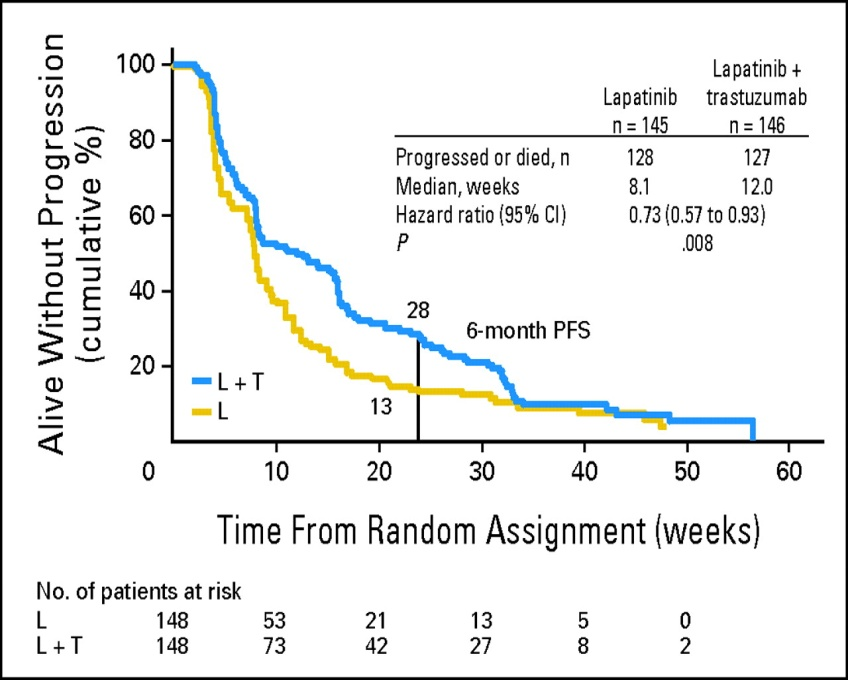 Alive Without Progression
(cumulative %)
100
80
60
40
20
0
10
20
30
40
50
60
Time From Random Assignment (weeks)
Lapatinib
n = 145
Lapatinib +
trastuzumab
n = 146
Progressed or died, n 128 127
Median, weeks 8.1 12.0
Hazard ratio (95% CI) 0.73 (0.57 to 0.93)
P .008
28
6-month PFS
13
L + T
L
No. of patients at risk
L 148 53 21 13 5 0
L + T 148 73 42 27 8 2